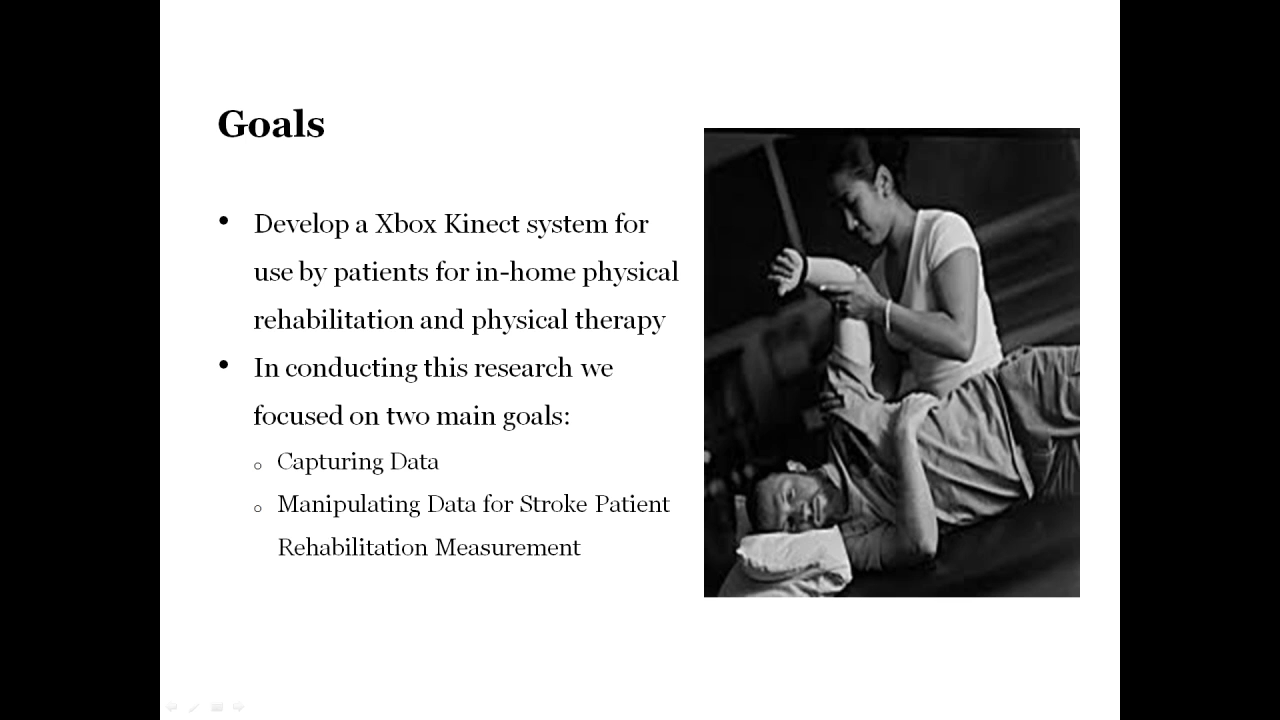 Goals
• Develop a Xbox Kinect system for
use by patients for in-home physical
rehabilitation and physical therapy
• In conducting this research we
focused on two main goals:
○ Capturing Data
○ Manipulating Data for Stroke Patient
Rehabilitation Measurement